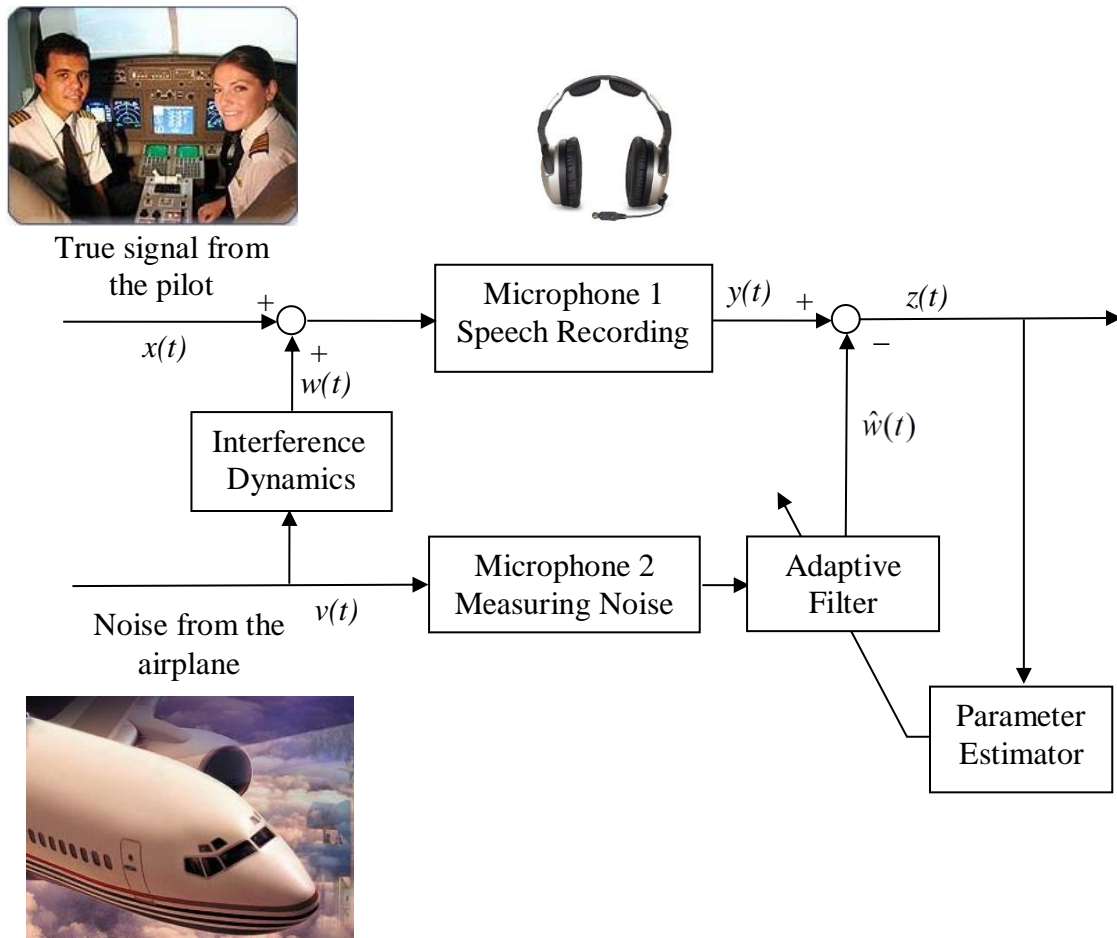 True signal from
the pilot
+
x(t)
+
w(t)
Microphone 1
Speech Recording
y(t)
+
z(t)
−
ŵ(t)
Interference
Dynamics
v(t)
Noise from the
airplane
Microphone 2
Measuring Noise
Adaptive
Filter
Parameter
Estimator